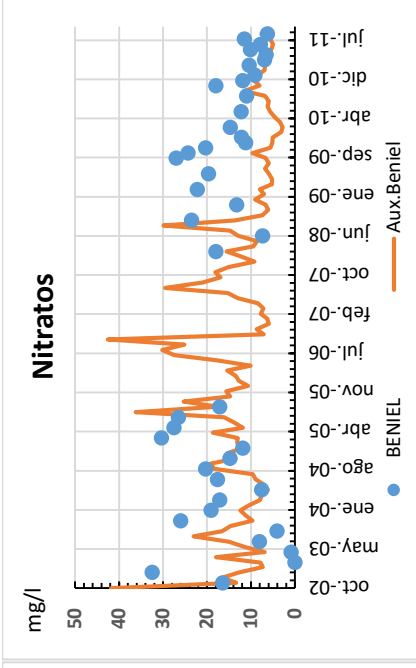 Nitratos
mg/l
50
40
30
20
10
0
oct.-02
may.-03
ene.-04
ago.-04
abr.-05
nov.-05
jul.-06
feb.-07
oct.-07
jun.-08
ene.-09
sep.-09
abr.-10
dic.-10
jul.-11
BENIEL
Aux.Beniel